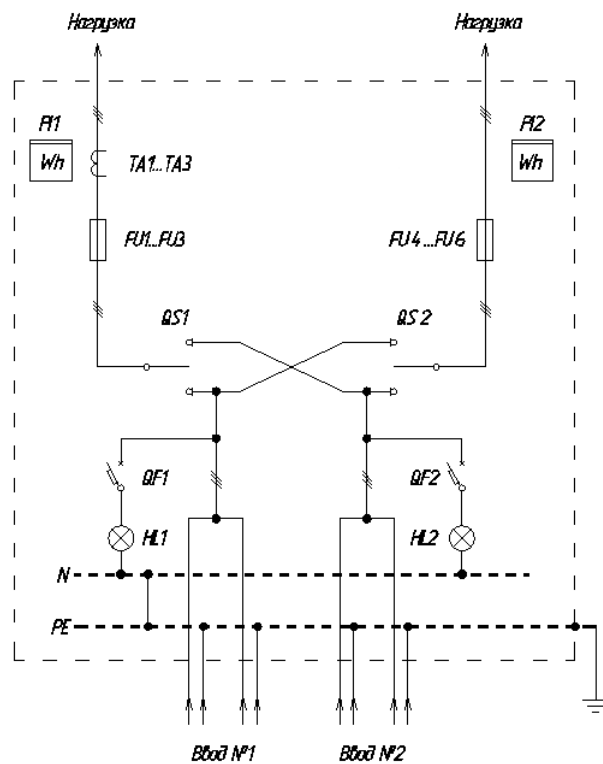 Нагрузка
Нагрузка
PI1
PI2
Wh
TA1...TA3
Wh
FU1...FU3
FU4...FU6
QS1
QS2
QF1
QF2
HL1
HL2
N
PE
Ввод №1
Ввод №2